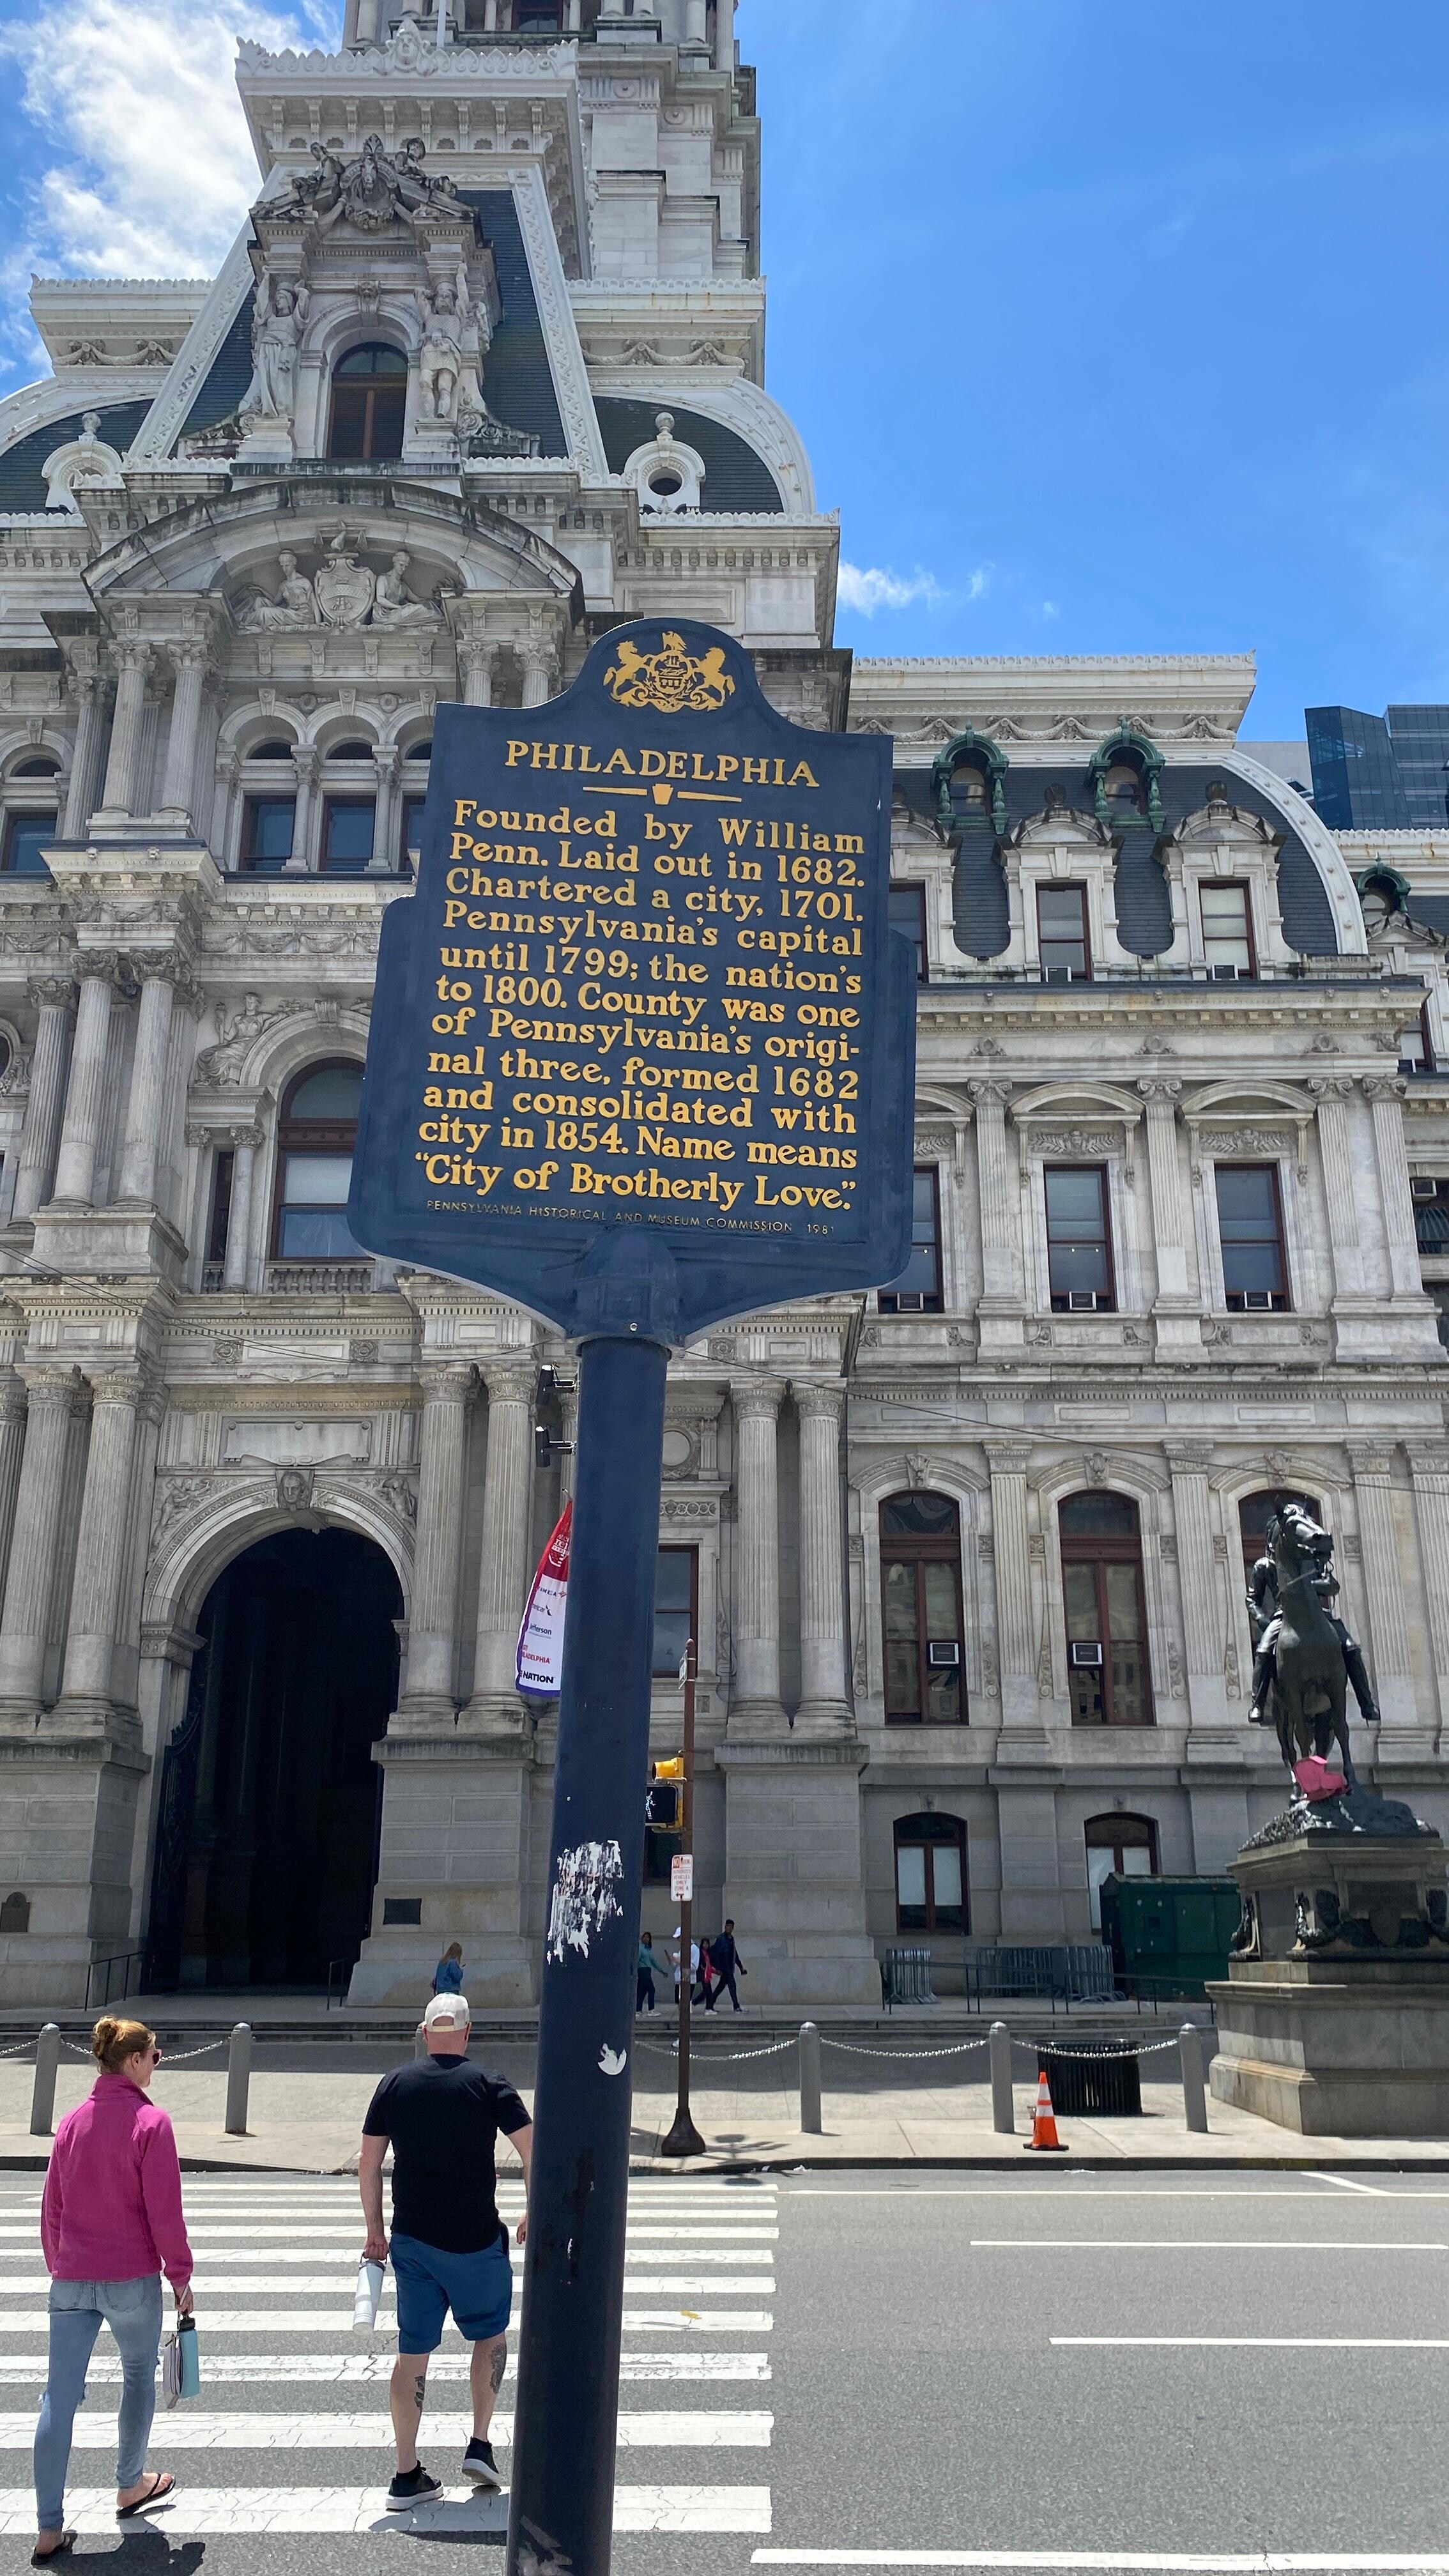 PHILADELPHIA
Founded by William
Penn. Laid out in 1682.
Chartered a city, 1701.
Pennsylvania's capital
until 1799; the nation's
to 1800. County was one
of Pennsylvania's origi-
nal three, formed 1682
and consolidated with
city in 1854. Name means
"City of Brotherly Love."
PENNSYLVANIA HISTORICAL AND MUSEUM COMMISSION 1981
NATION